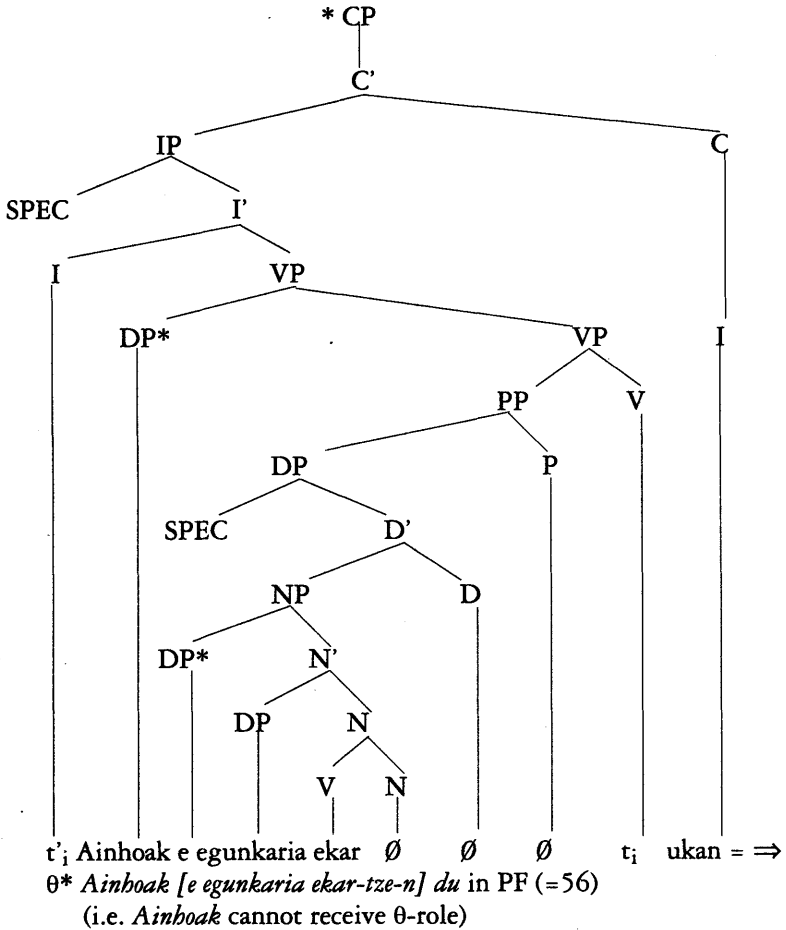 * CP
C'
IP C
SPEC I'
I VP
DP* VP I
PP V
DP P
SPEC D'
NP D
DP* N'
DP N
V N
t'i Ainhoak e egunkaria ekar Ø Ø Ø ti ukan = ⇒
θ* Ainhoak [e egunkaria ekar-tze-n] du in PF (=56)
(i.e. Ainhoak cannot receive θ-role)